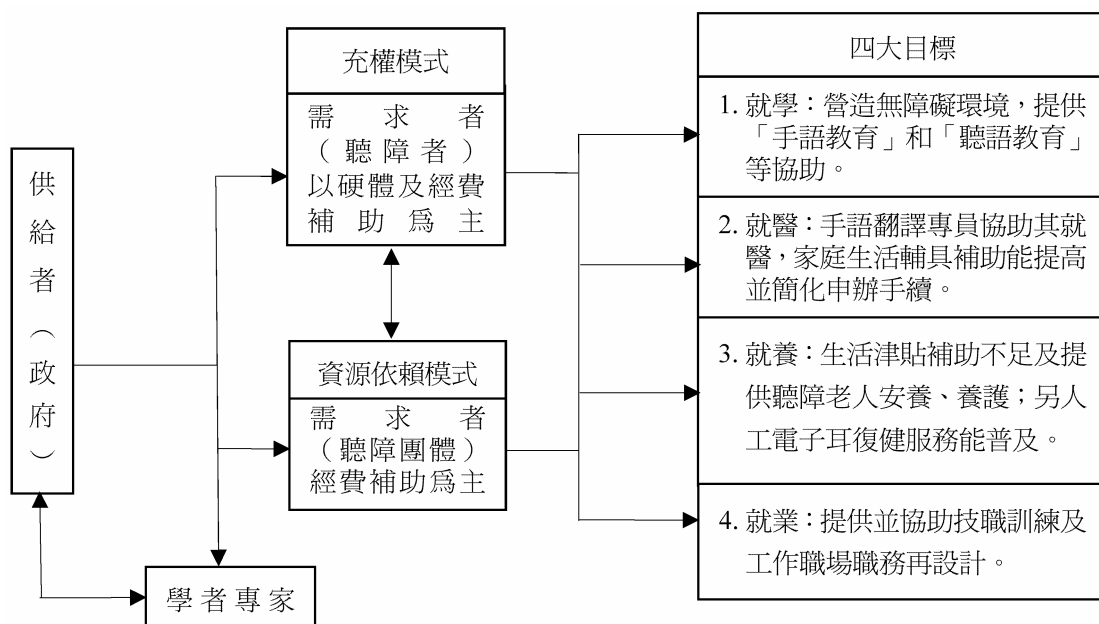 供給者（政府）
充權模式
需求者
（聽障者）
以硬體及經費
補助爲主
資源依賴模式
需求者
（聽障團體）
經費補助爲主
學者專家
四大目標
1. 就學：營造無障礙環境，提供
「手語教育」和「聽語教育」
等協助。
2. 就醫：手語翻譯專員協助其就
醫，家庭生活輔具補助能提高
並簡化申辦手續。
3. 就養：生活津貼補助不足及提
供聽障老人安養、養護；另人
工電子耳復健服務能普及。
4. 就業：提供並協助技職訓練及
工作職場職務再設計。